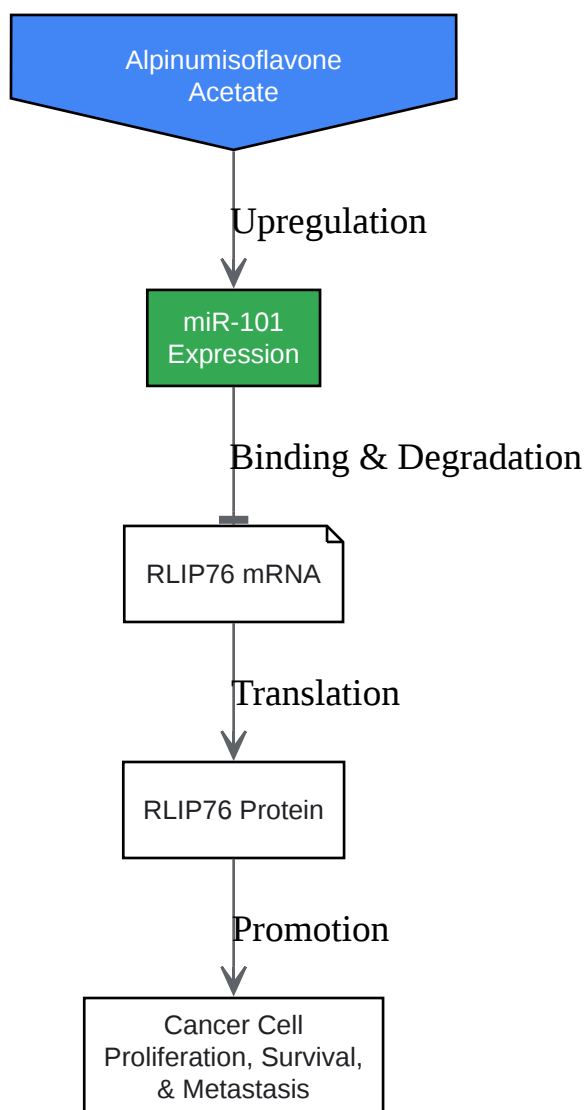 Alpinumisoflavone
Acetate
Upregulation
miR-101
Expression
Binding & Degradation
RLIP76 mRNA
Translation
RLIP76 Protein
Promotion
Cancer Cell
Proliferation, Survival,
& Metastasis